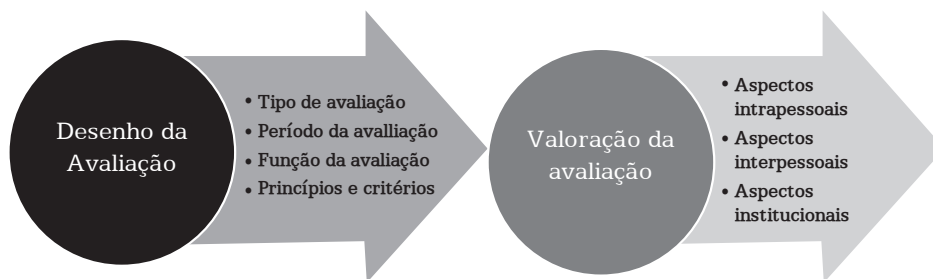 Desenho da
Avaliação
• Tipo de avaliação
• Período da avalliação
• Função da avaliação
• Princípios e critérios
Valoração da
avaliação
• Aspectos
intrapessoais
• Aspectos
interpessoais
• Aspectos
institucionais